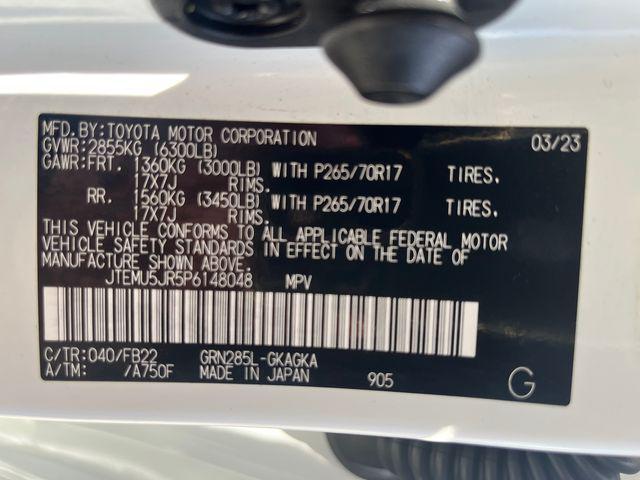 MFD.BY:TOYOTA MOTOR CORPORATION 03/23
GVWR:2855KG (6300LB)
GAWR:FRT. 1360KG (3000LB) WITH P265/70R17 TIRES.
17X7J RIMS.
RR. 1560KG (3450LB) WITH P265/70R17 TIRES.
17X7J RIMS.
THIS VEHICLE CONFORMS TO ALL APPLICABLE FEDERAL MOTOR
VEHICLE SAFETY STANDARDS IN EFFECT ON THE DATE OF
MANUFACTURE SHOWN ABOVE.
JTEMU5JR5P6148048 MPV
C/TR:040/FB22 GRN285L-GKAGKA
A/TM: /A750F MADE IN JAPAN 905 G